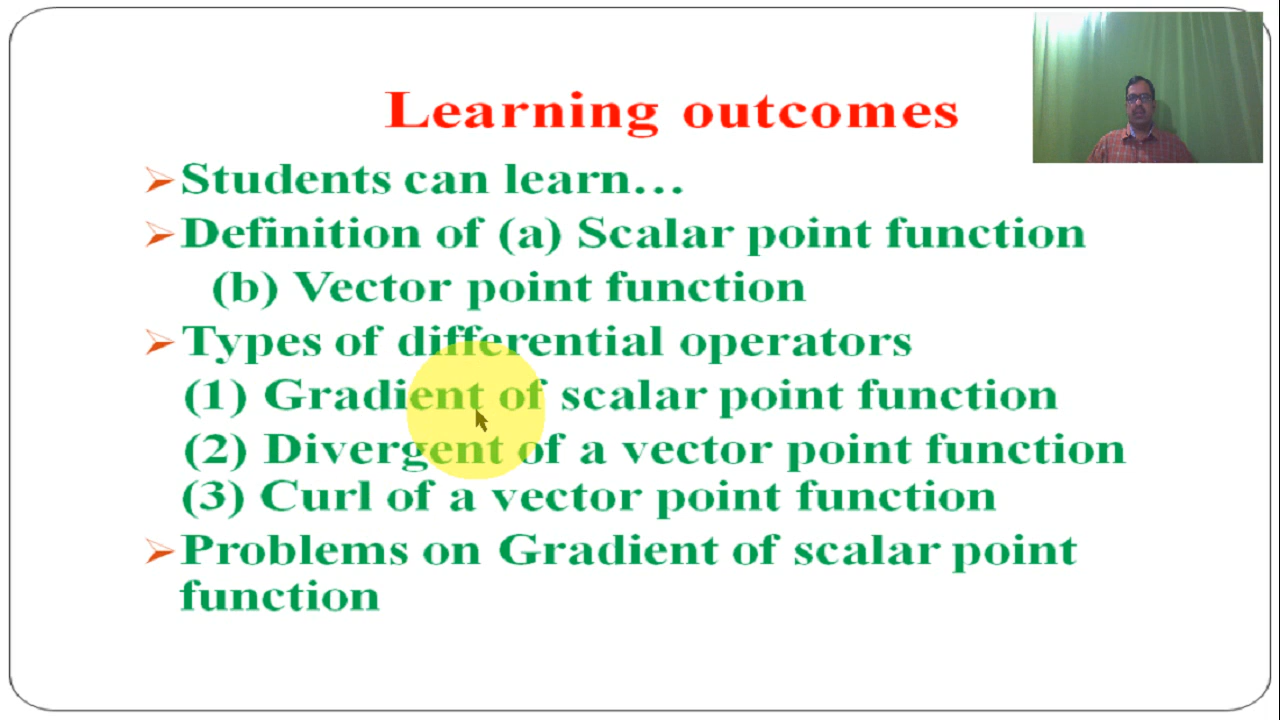 Learning outcomes
Students can learn...
Definition of (a) Scalar point function
(b) Vector point function
Types of differential operators
(1) Gradient of scalar point function
(2) Divergent of a vector point function
(3) Curl of a vector point function
Problems on Gradient of scalar point
function